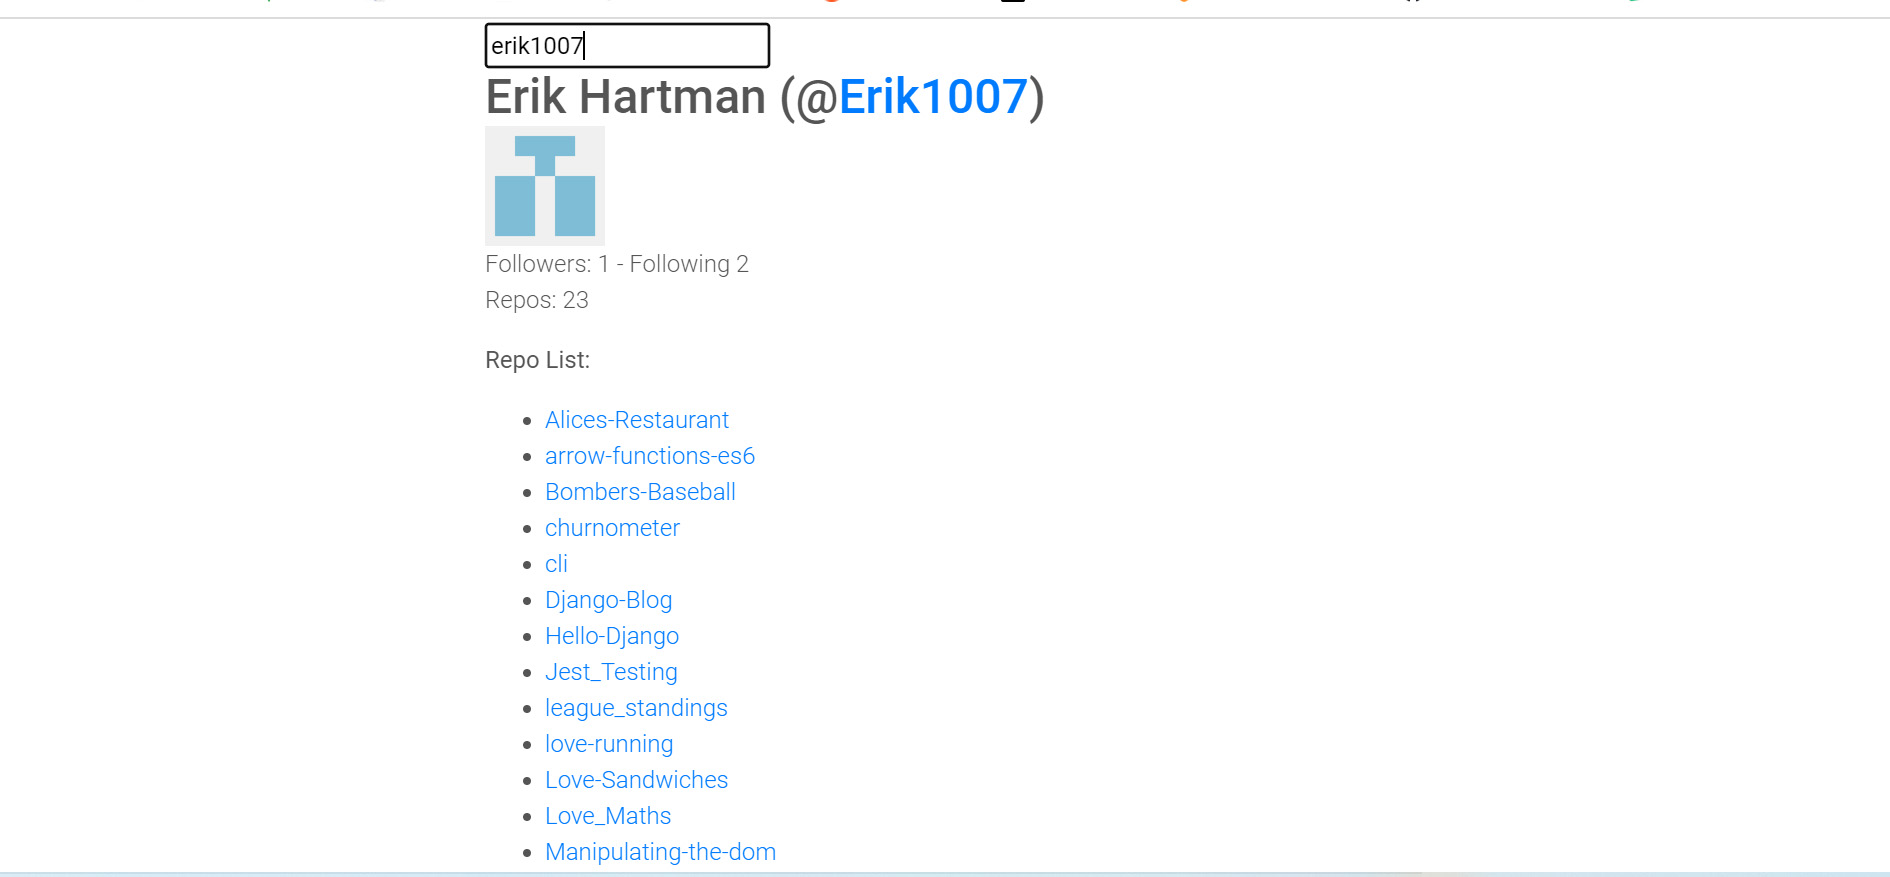 erik1007
Erik Hartman (@Erik1007)
Followers: 1 - Following 2
Repos: 23
Repo List:
Alices-Restaurant
arrow-functions-es6
Bombers-Baseball
churnometer
cli
Django-Blog
Hello-Django
Jest_Testing
league_standings
love-running
Love-Sandwiches
Love_Maths
Manipulating-the-dom